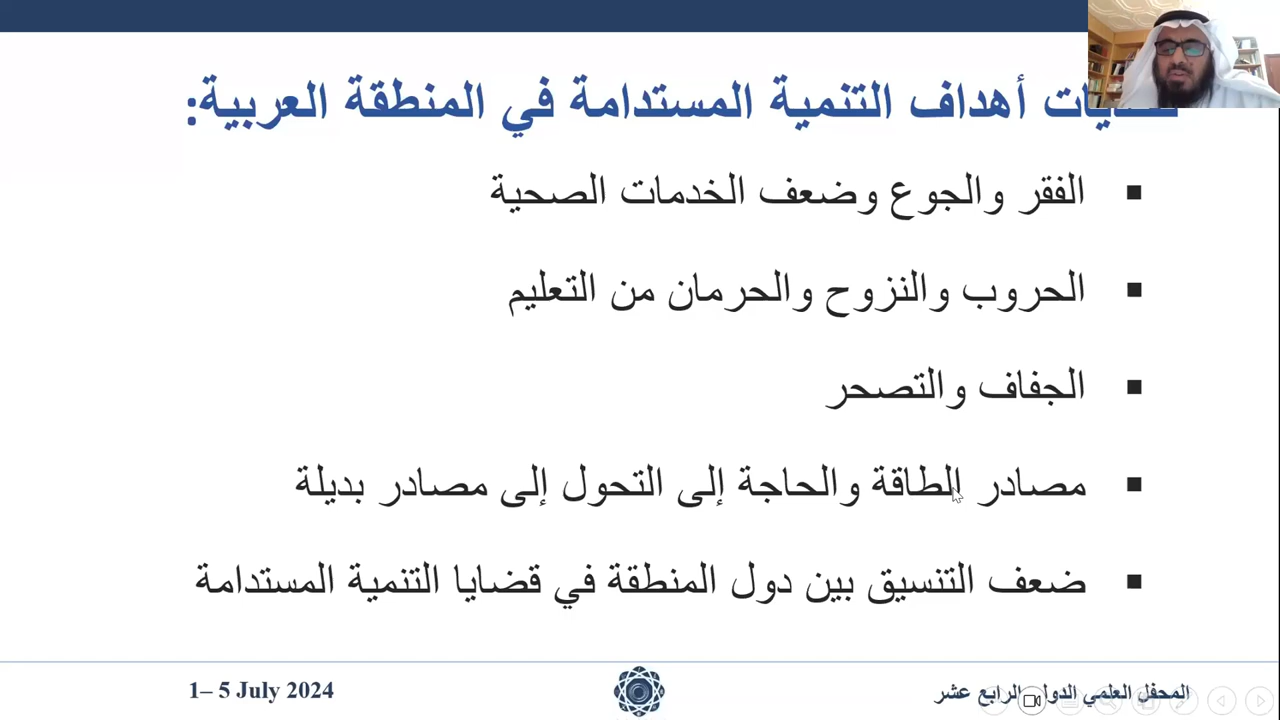 أهداف التنمية المستدامة في المنطقة العربية:
▪ الفقر والجوع وضعف الخدمات الصحية
▪ الحروب والنزوح والحرمان من التعليم
▪ الجفاف والتصحر
▪ مصادر الطاقة والحاجة إلى التحول إلى مصادر بديلة
▪ ضعف التنسيق بين دول المنطقة في قضايا التنمية المستدامة
المحفل العلمي الرابع عشر
1– 5 July 2024